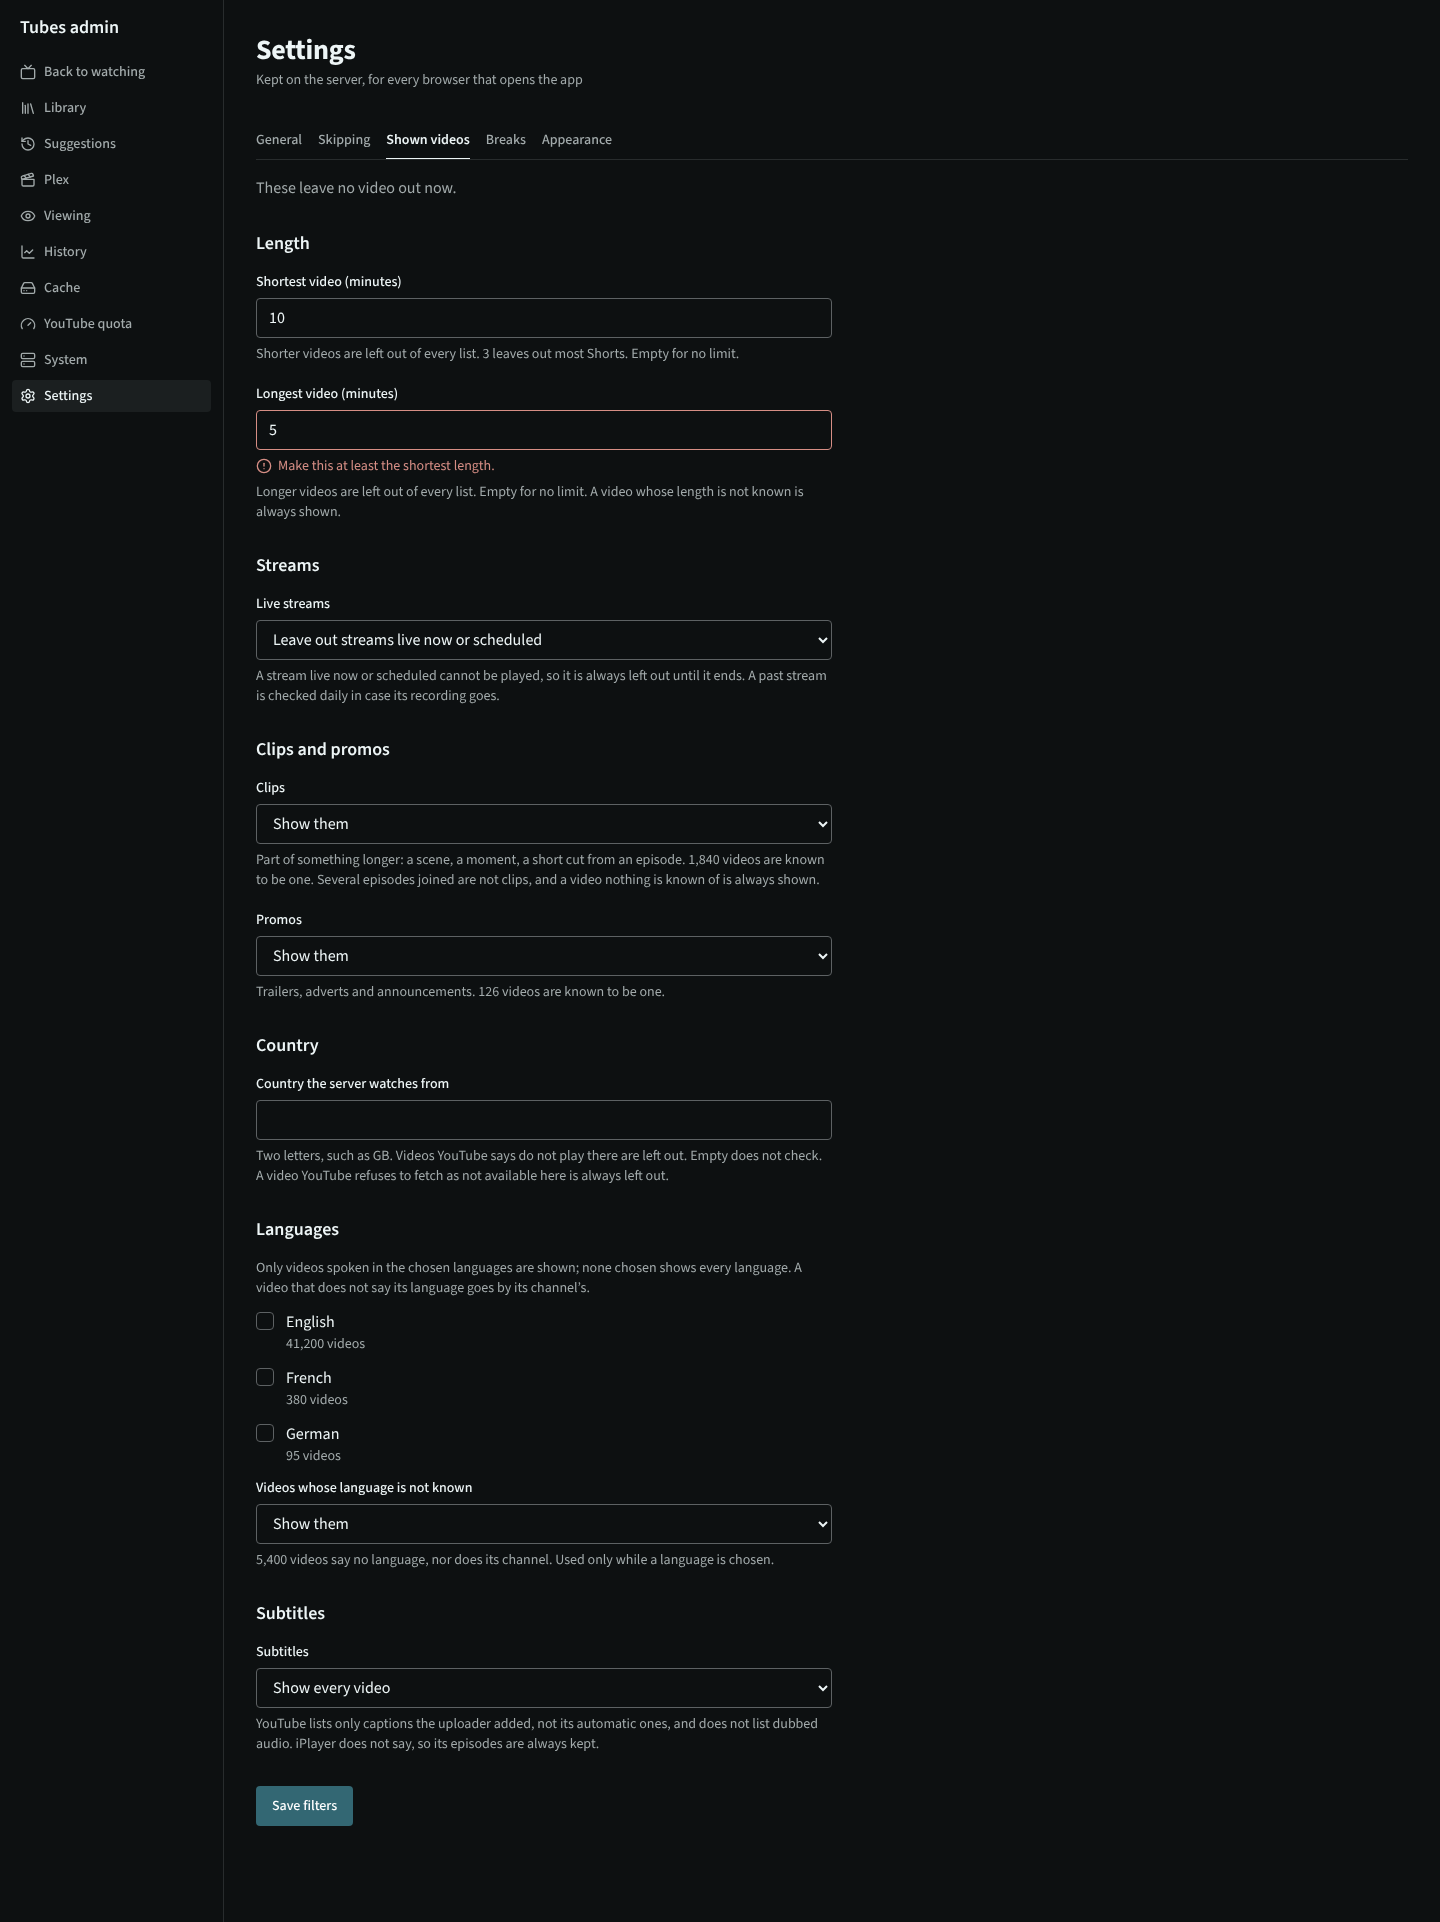 Tubes admin
Back to watching
Library
Suggestions
Plex
Viewing
History
Cache
YouTube quota
System
Settings
Settings
Kept on the server, for every browser that opens the app
General
Skipping
Shown videos
Breaks
Appearance
These leave no video out now.
Length
Shortest video (minutes)
10
Shorter videos are left out of every list. 3 leaves out most Shorts. Empty for no limit.
Longest video (minutes)
5
Make this at least the shortest length.
Longer videos are left out of every list. Empty for no limit. A video whose length is not known is
always shown.
Streams
Live streams
Leave out streams live now or scheduled
A stream live now or scheduled cannot be played, so it is always left out until it ends. A past stream
is checked daily in case its recording goes.
Clips and promos
Clips
Show them
Part of something longer: a scene, a moment, a short cut from an episode. 1,840 videos are known
to be one. Several episodes joined are not clips, and a video nothing is known of is always shown.
Promos
Show them
Trailers, adverts and announcements. 126 videos are known to be one.
Country
Country the server watches from
Two letters, such as GB. Videos YouTube says do not play there are left out. Empty does not check.
A video YouTube refuses to fetch as not available here is always left out.
Languages
Only videos spoken in the chosen languages are shown; none chosen shows every language. A
video that does not say its language goes by its channel's.
English
41,200 videos
French
380 videos
German
95 videos
Videos whose language is not known
Show them
5,400 videos say no language, nor does its channel. Used only while a language is chosen.
Subtitles
Subtitles
Show every video
YouTube lists only captions the uploader added, not its automatic ones, and does not list dubbed
audio. iPlayer does not say, so its episodes are always kept.
Save filters